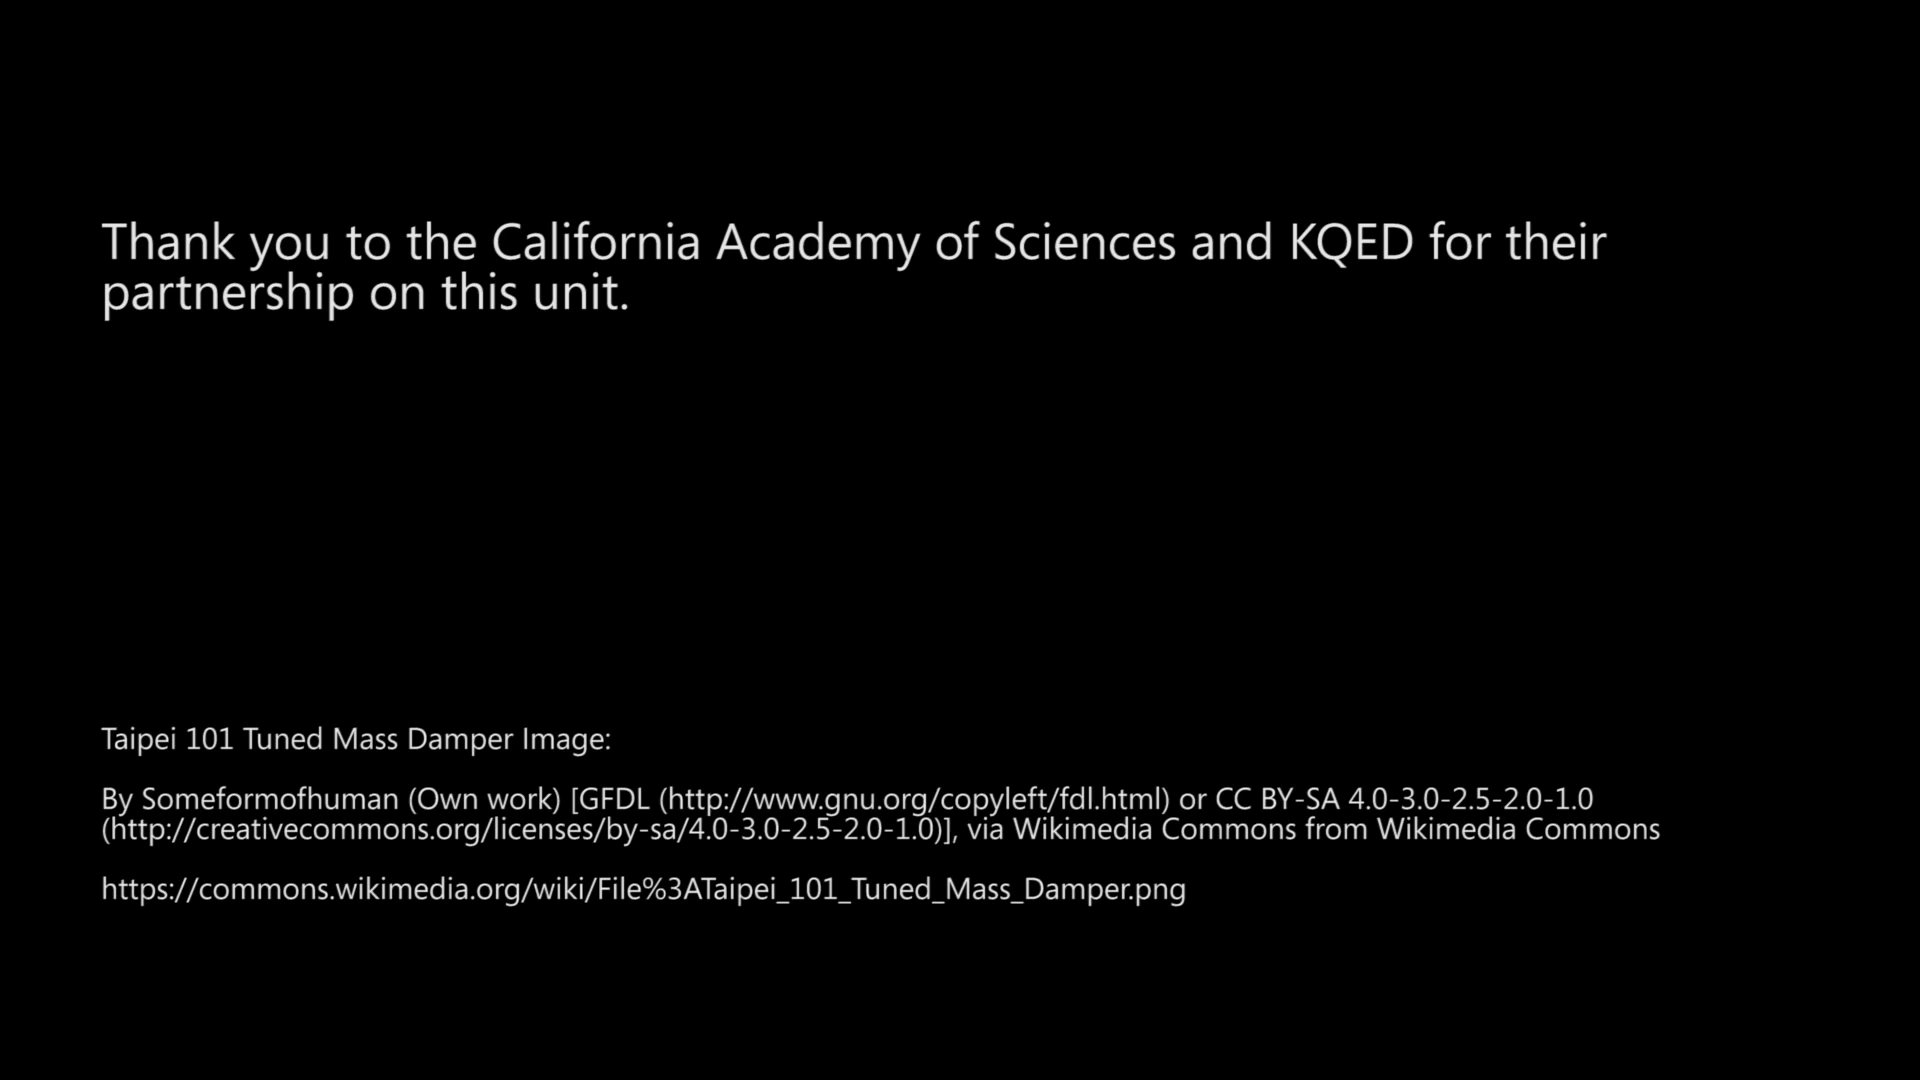 Thank you to the California Academy of Sciences and KQED for their
partnership on this unit.
Taipei 101 Tuned Mass Damper Image:
By Someformofhuman (Own work) [GFDL (http://www.gnu.org/copyleft/fdl.html) or CC BY-SA 4.0-3.0-2.5-2.0-1.0
(http://creativecommons.org/licenses/by-sa/4.0-3.0-2.5-2.0-1.0)], via Wikimedia Commons from Wikimedia Commons
https://commons.wikimedia.org/wiki/File%3ATaipei_101_Tuned_Mass_Damper.png